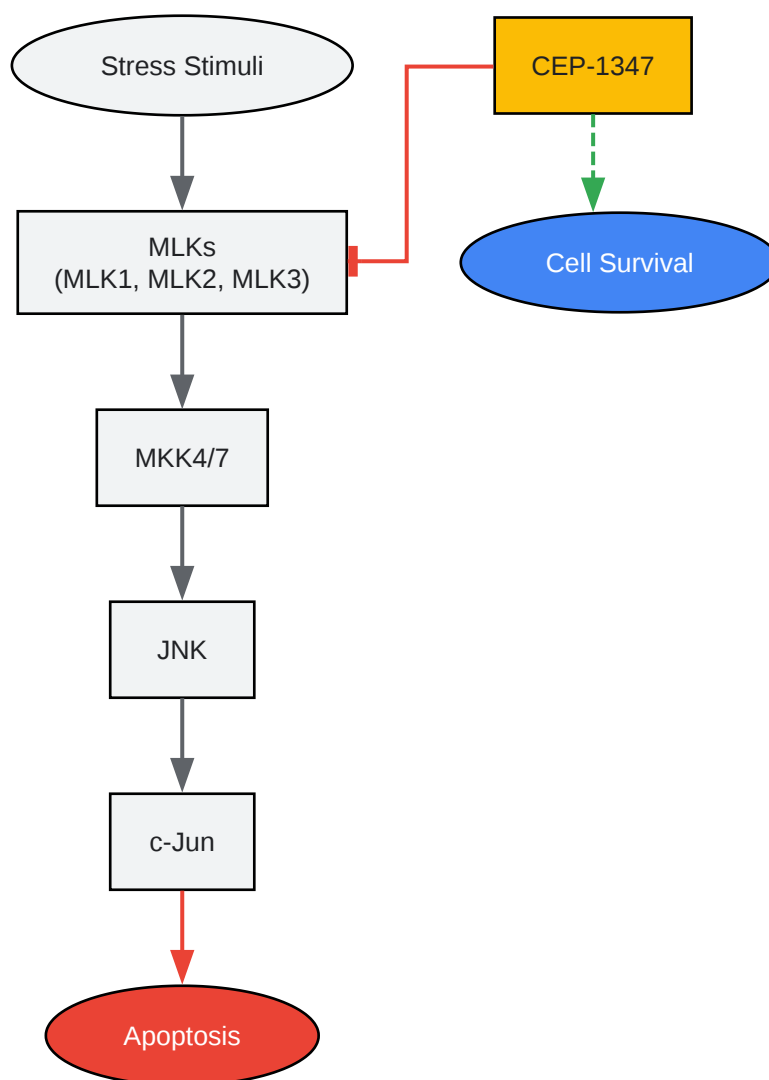 Stress Stimuli
CEP-1347
MLKs
(MLK1, MLK2, MLK3)
Cell Survival
MKK4/7
JNK
c-Jun
Apoptosis